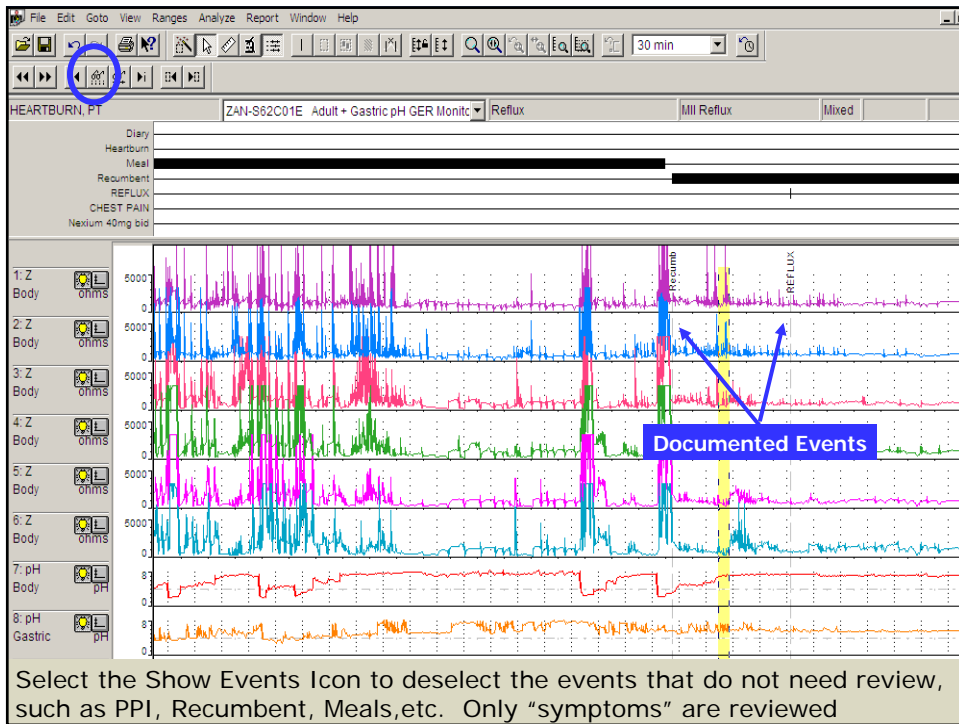 File Edit Goto View Ranges Analyze Report Window Help
30 min
HEARTBURN, PT
ZAN-S62C01E Adult + Gastric pH GER Monitc
Reflux
MII Reflux
Mixed
Diary
Heartburn
Meal
Recumbent
REFLUX
CHEST PAIN
Nexium 40mg bid
Recumb
REFLUX
1: Z
Body
ohms
5000
0
2: Z
Body
ohms
5000
0
3: Z
Body
ohms
5000
0
4: Z
Body
ohms
5000
0
Documented Events
5: Z
Body
ohms
5000
0
6: Z
Body
ohms
5000
0
7: pH
Body
pH
8
0
8: pH
Gastric
pH
8
0
Select the Show Events Icon to deselect the events that do not need review,
such as PPI, Recumbent, Meals,etc. Only “symptoms” are reviewed